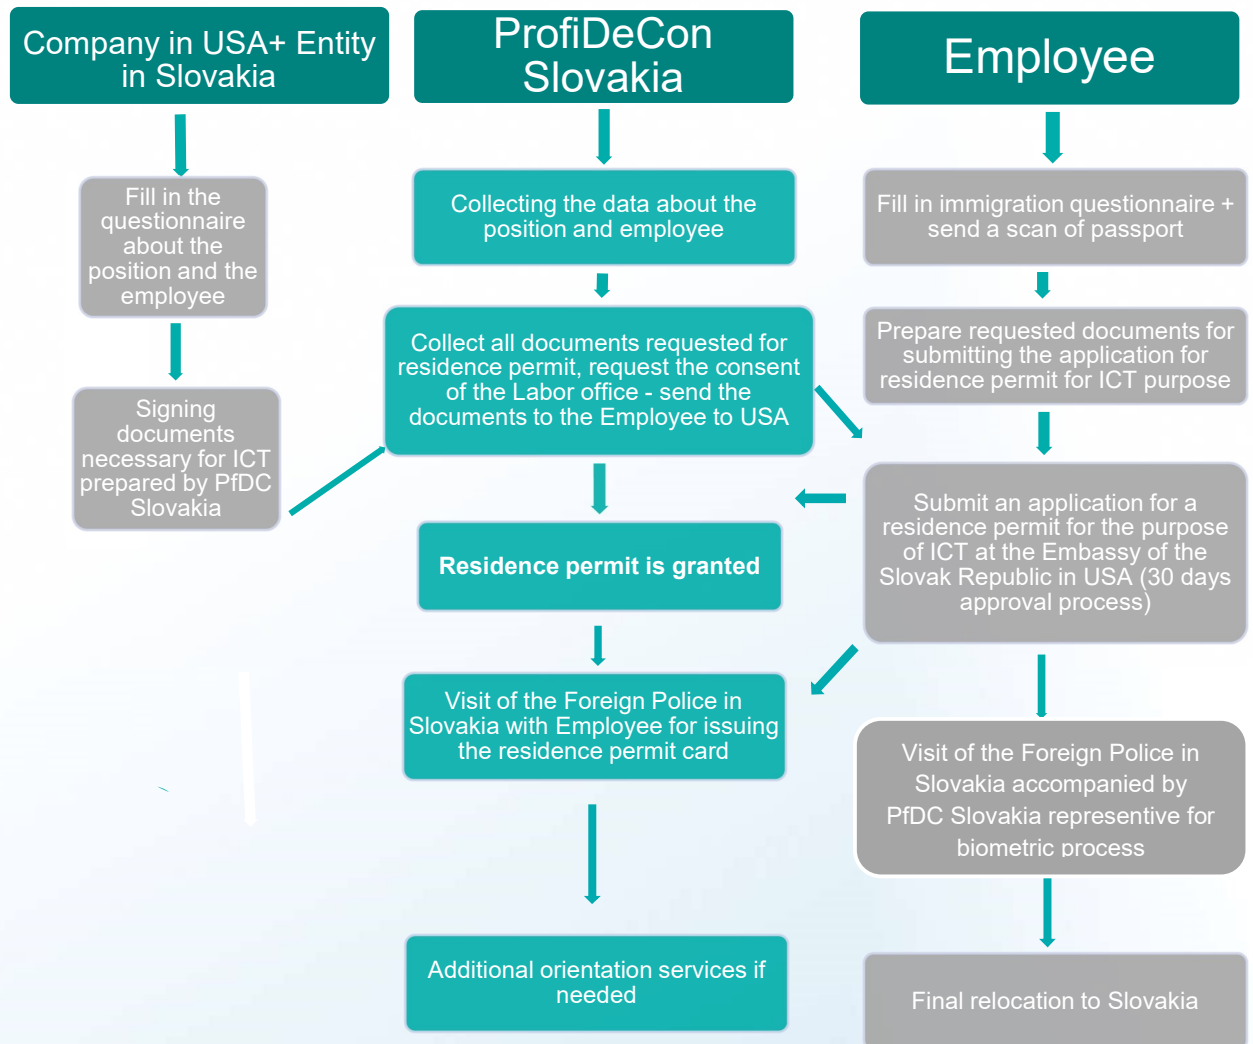 Company in USA+ Entity
in Slovakia
ProfiDeCon
Slovakia
Employee
Fill in the
questionnaire
about the
position and the
employee
Signing
documents
necessary for ICT
prepared by PfDC
Slovakia
Collecting the data about the
position and employee
Collect all documents requested for
residence permit, request the consent
of the Labor office - send the
documents to the Employee to USA
Residence permit is granted
Visit of the Foreign Police in
Slovakia with Employee for issuing
the residence permit card
Additional orientation services if
needed
Fill in immigration questionnaire +
send a scan of passport
Prepare requested documents for
submitting the application for
residence permit for ICT purpose
Submit an application for a
residence permit for the purpose
of ICT at the Embassy of the
Slovak Republic in USA (30 days
approval process)
Visit of the Foreign Police in
Slovakia accompanied by
PfDC Slovakia representive for
biometric process
Final relocation to Slovakia